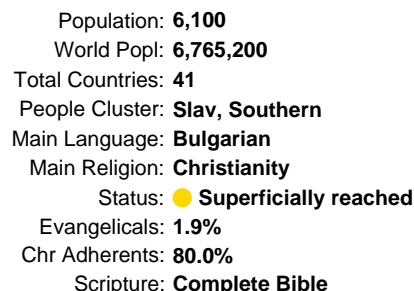 Population: 6,100
World Popl: 6,765,200
Total Countries: 41
People Cluster: Slav, Southern
Main Language: Bulgarian
Main Religion: Christianity
Status: Superficially reached
Evangelicals: 1.9%
Chr Adherents: 80.0%
Scripture: Complete Bible